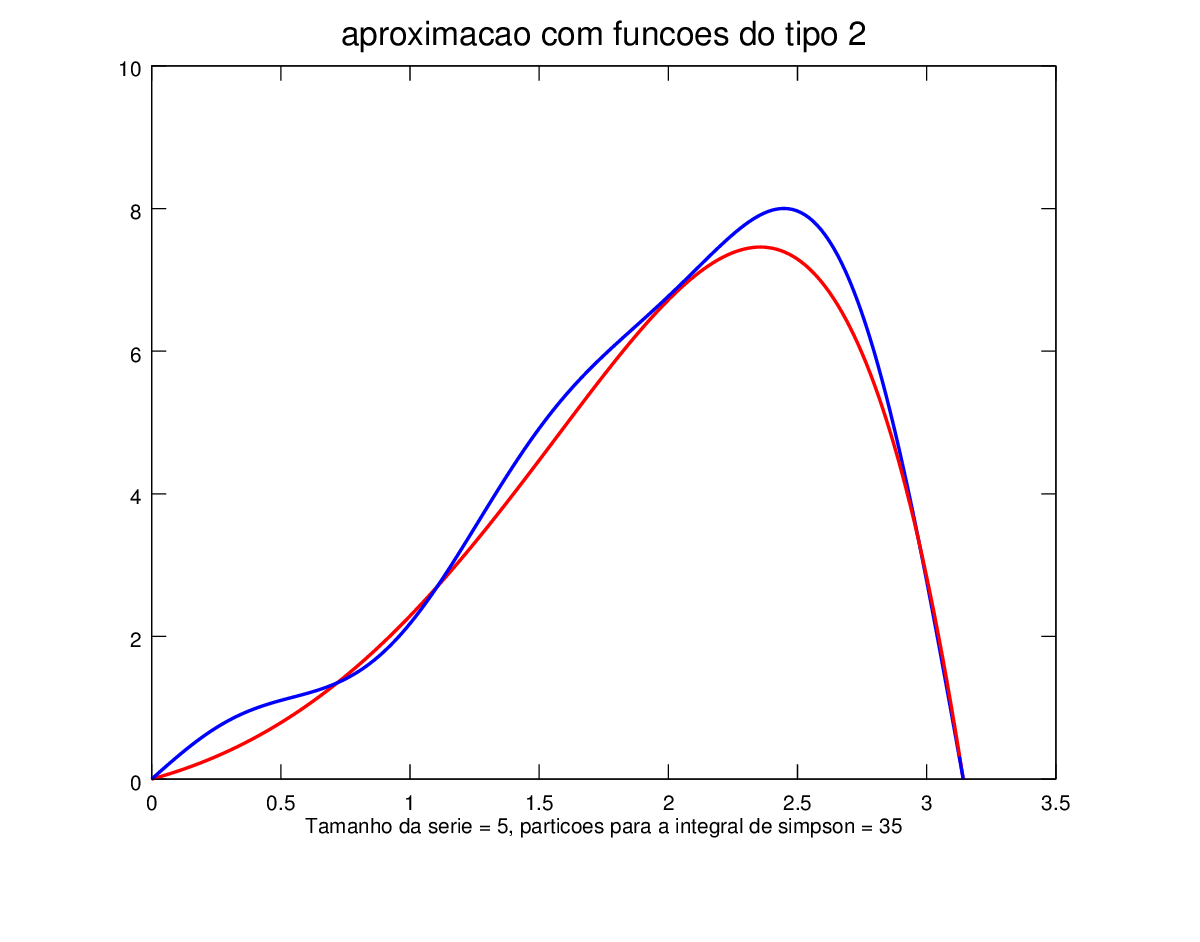 aproximacao com funcoes do tipo 2
10
8
6
4
2
0
0 0.5 1 1.5 2 2.5 3 3.5
Tamanho da serie = 5, particoes para a integral de simpson = 35